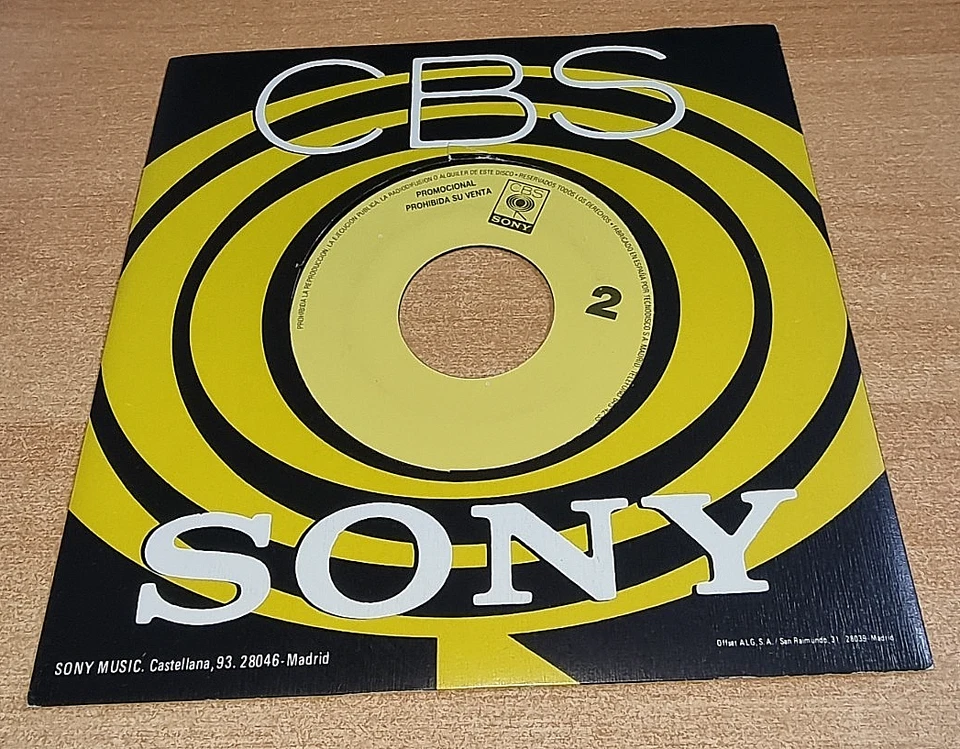 CBS
PROHIBIDA LA REPRODUCCION, LA EJECUCION PUBLICA, LA RADIODIFUSION O ALQUILER DE ESTE DISCO • RESERVADOS TODOS LOS DERECHOS • FABRICADO EN ESPAÑA POR TECNODISCO S.A. MADRID.
PROMOCIONAL
PROHIBIDA SU VENTA
CBS
SONY
2
SONY
SONY MUSIC. Castellana, 93. 28046-Madrid
Offset A.L.G, S.A. / San Raimundo, 31 28039-Madrid